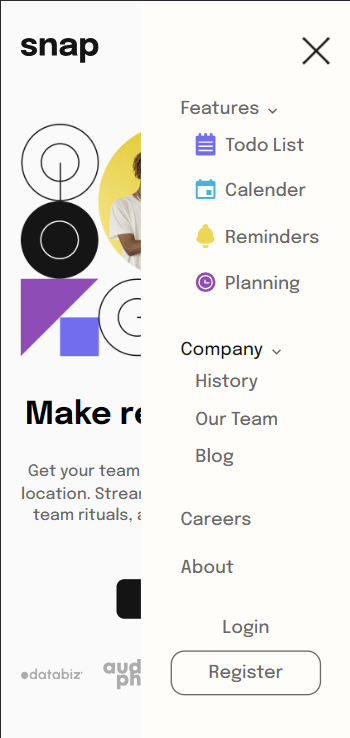 snap
Features
Todo List
Calender
Reminders
Planning
Company
History
Our Team
Blog
Careers
About
Login
Register
Make re
Get your team
location. Strear
team rituals, a
databiz
aud
ph